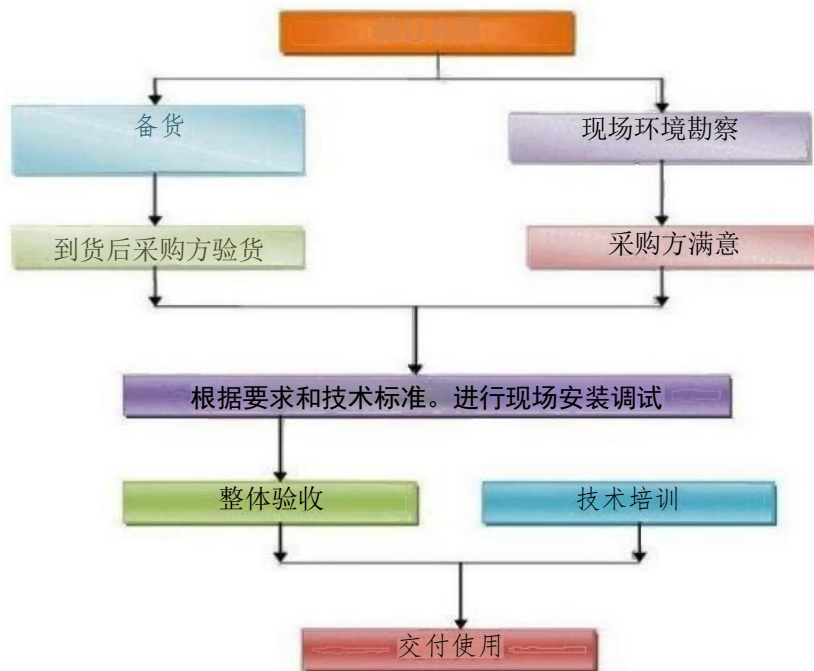 备货
现场环境勘察
到货后采购方验货
采购方满意
根据要求和技术标准。进行现场安装调试
整体验收
技术培训
交付使用